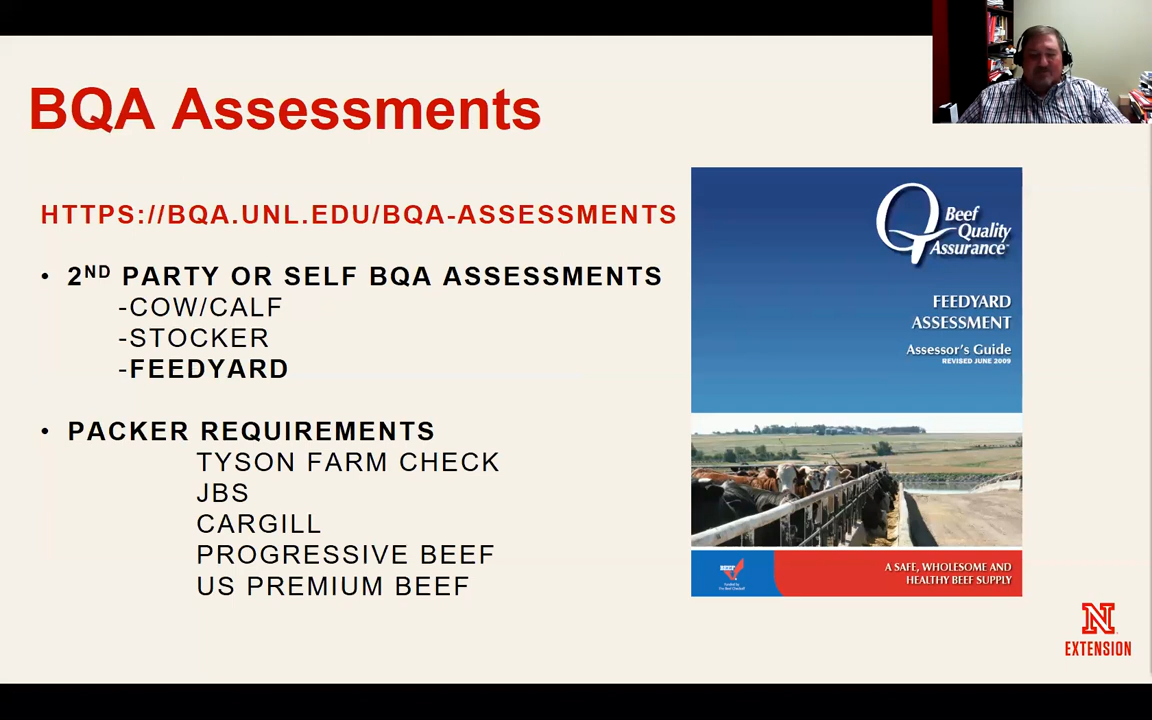 BQA Assessments
HTTPS://BQA.UNL.EDU/BQA-ASSESSMENTS
• 2ND PARTY OR SELF BQA ASSESSMENTS
-COW/CALF
-STOCKER
-FEEDYARD
• PACKER REQUIREMENTS
TYSON FARM CHECK
JBS
CARGILL
PROGRESSIVE BEEF
US PREMIUM BEEF
Beef
Quality
Assurance
FEEDYARD
ASSESSMENT
Assessor's Guide
REVISED JUNE 2009
BEEF
A SAFE, WHOLESOME AND
HEALTHY BEEF SUPPLY
N
EXTENSION